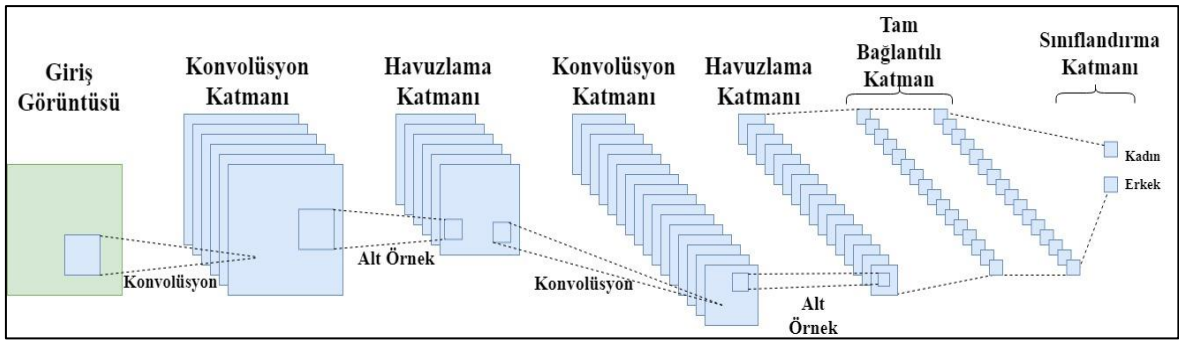 Giriş
Görüntüsü
Konvolüsyon
Katmanı
Havuzlama
Katmanı
Konvolüsyon
Katmanı
Havuzlama
Katmanı
Tam
Bağlantılı
Katman
Sınıflandırma
Katmanı
Kadın
Erkek
Konvolüsyon
Alt Örnek
Konvolüsyon
Alt
Örnek